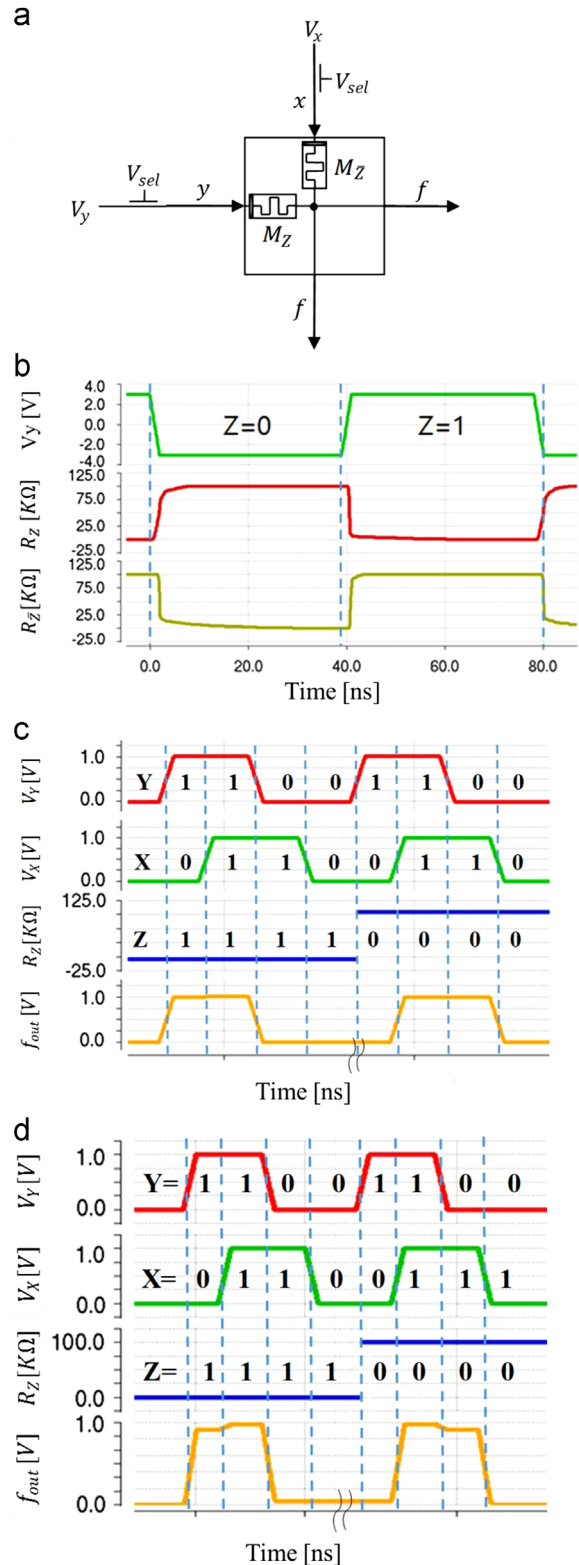 a
V_x
V_sel
x
M_Z
V_sel
y
f
V_y
M_Z
f
b
4.0
2.0
0.0
-2.0
-4.0
Vy [V]
Z=0
Z=1
125.0
75.0
25.0
-25.0
R_Z [KΩ]
125.0
75.0
25.0
-25.0
R_Z̄[KΩ]
0.0 20.0 40.0 60.0 80.0
Time [ns]
c
1.0
0.0
V_Y[V]
Y 1 1 0 0 1 1 0 0
1.0
0.0
V_X[V]
X 0 1 1 0 0 1 1 0
125.0
-25.0
R_Z[KΩ]
Z 1 1 1 1 0 0 0 0
1.0
0.0
f_out [V]
Time [ns]
d
1.0
0.0
V_Y[V]
Y= 1 1 0 0 1 1 0 0
1.0
0.0
V_X[V]
X= 0 1 1 0 0 1 1 1
100.0
0.0
R_Z [KΩ]
Z= 1 1 1 1 0 0 0 0
1.0
0.0
f_out [V]
Time [ns]